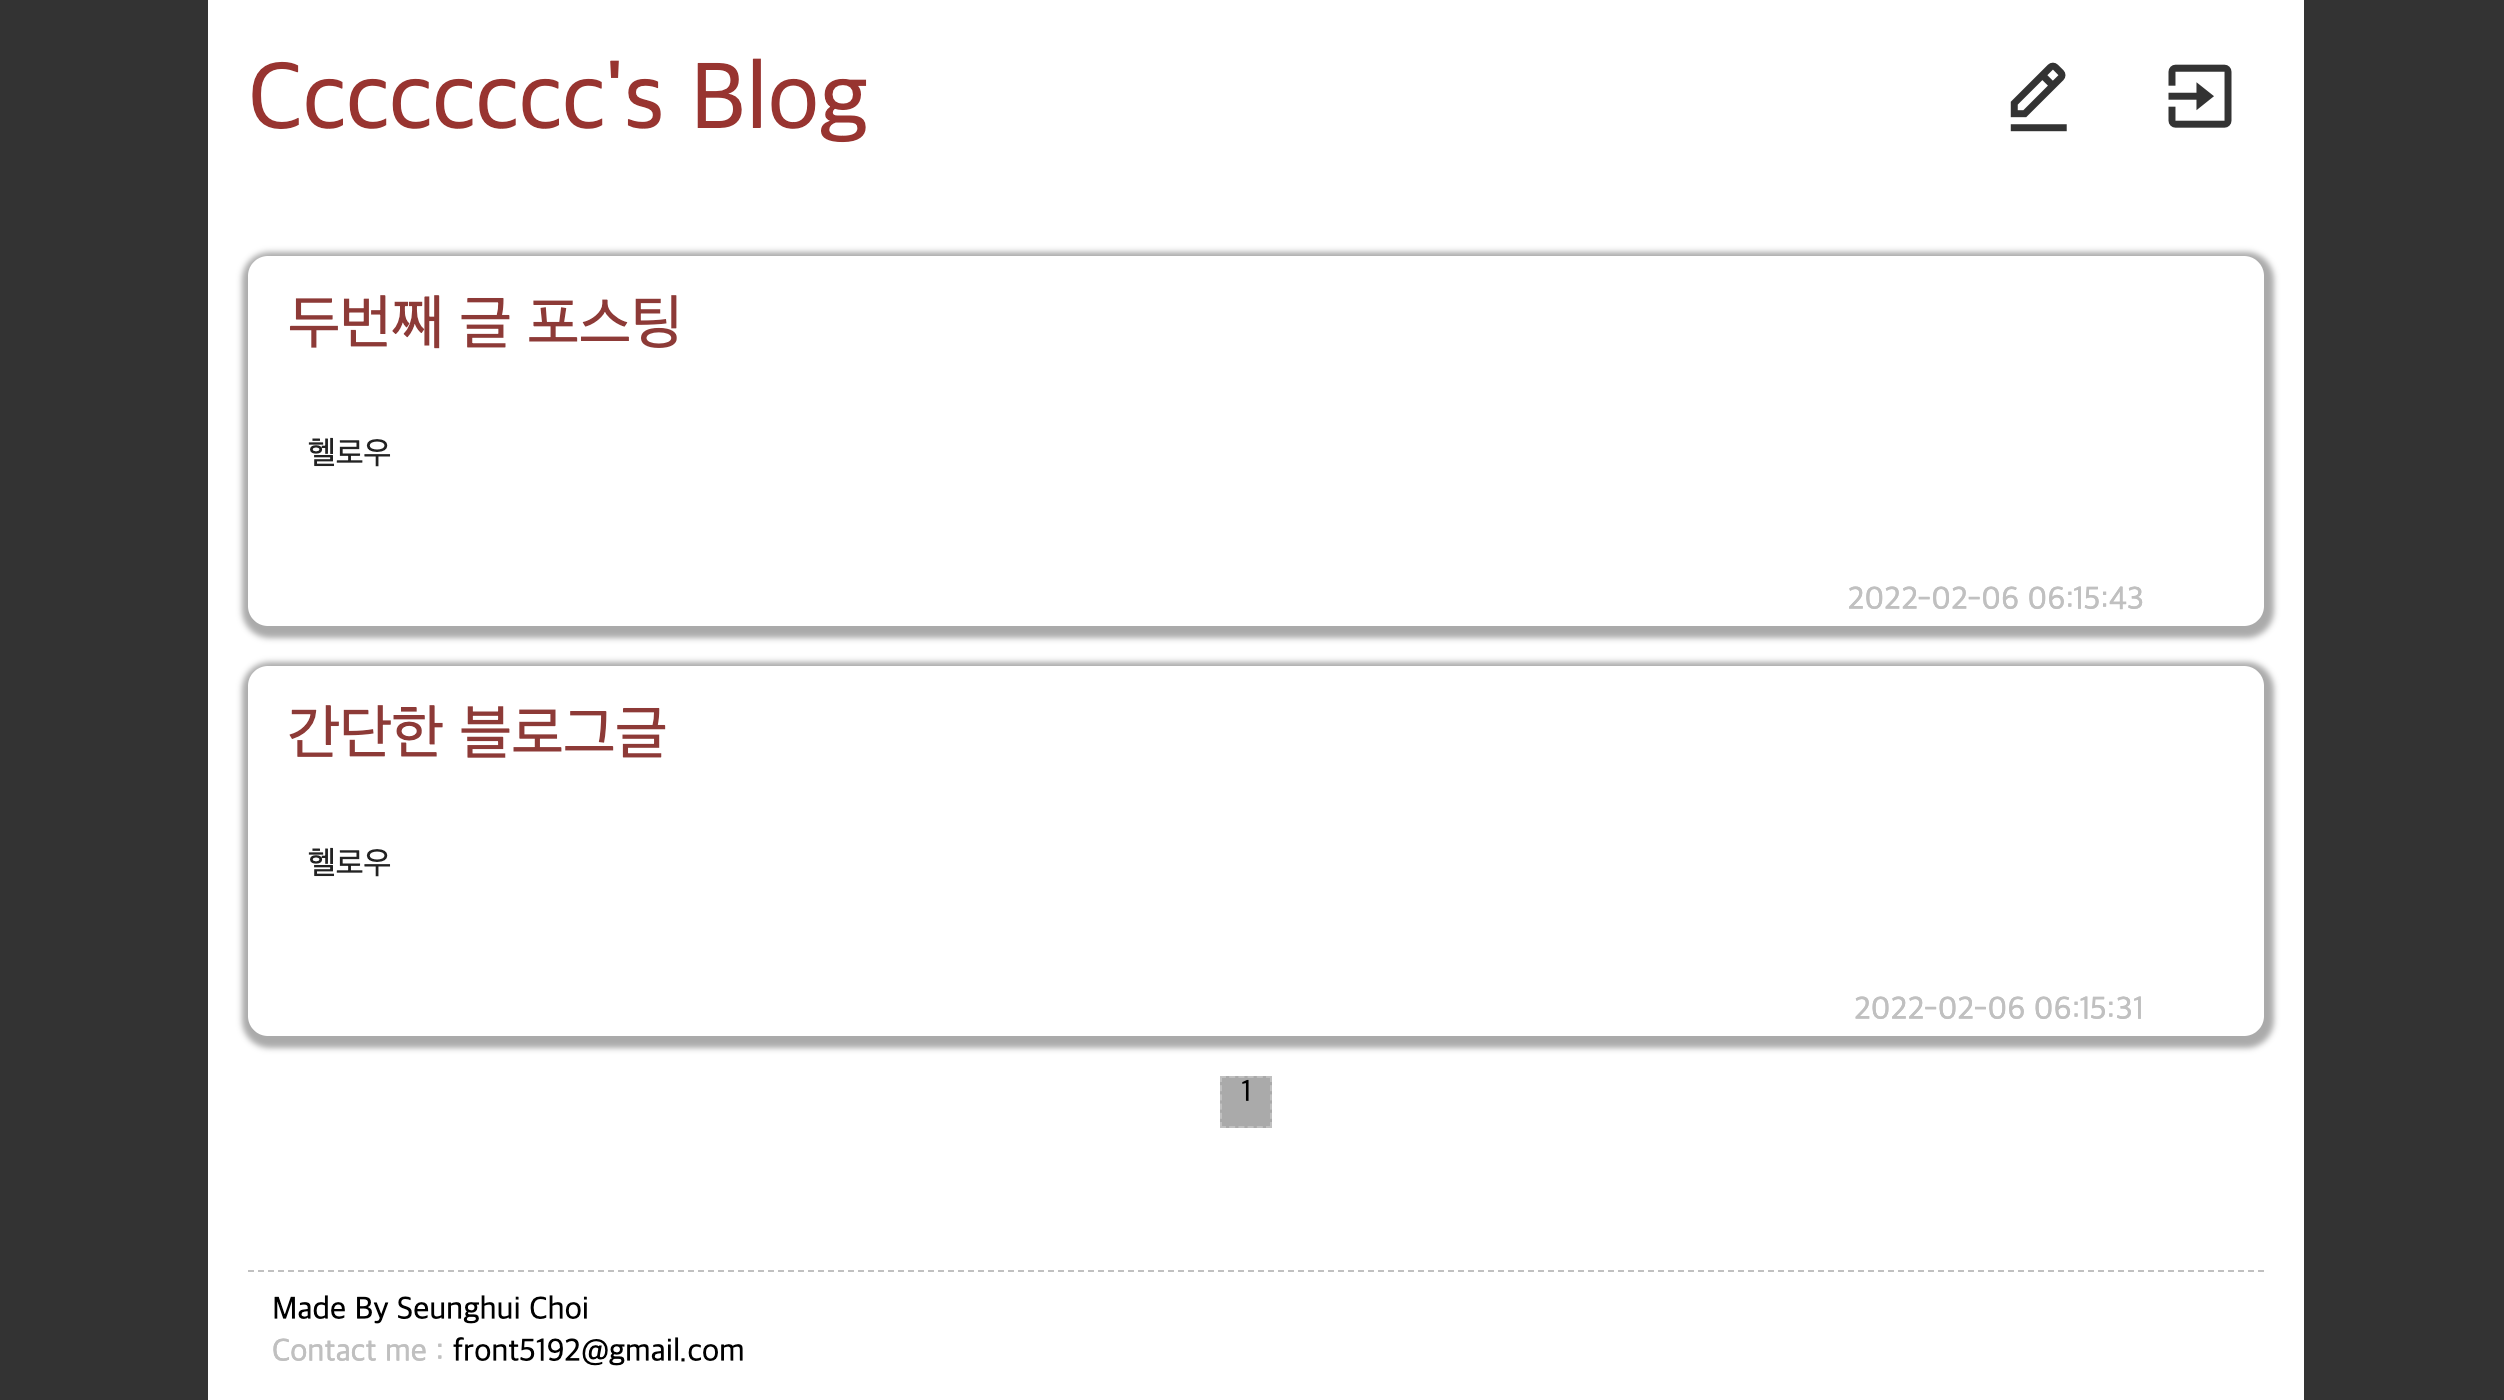 Ccccccccc's Blog
두번째 글 포스팅
헬로우
2022-02-06 06:15:43
간단한 블로그글
헬로우
2022-02-06 06:15:31
1
Made By Seunghui Choi
Contact me : front5192@gmail.com